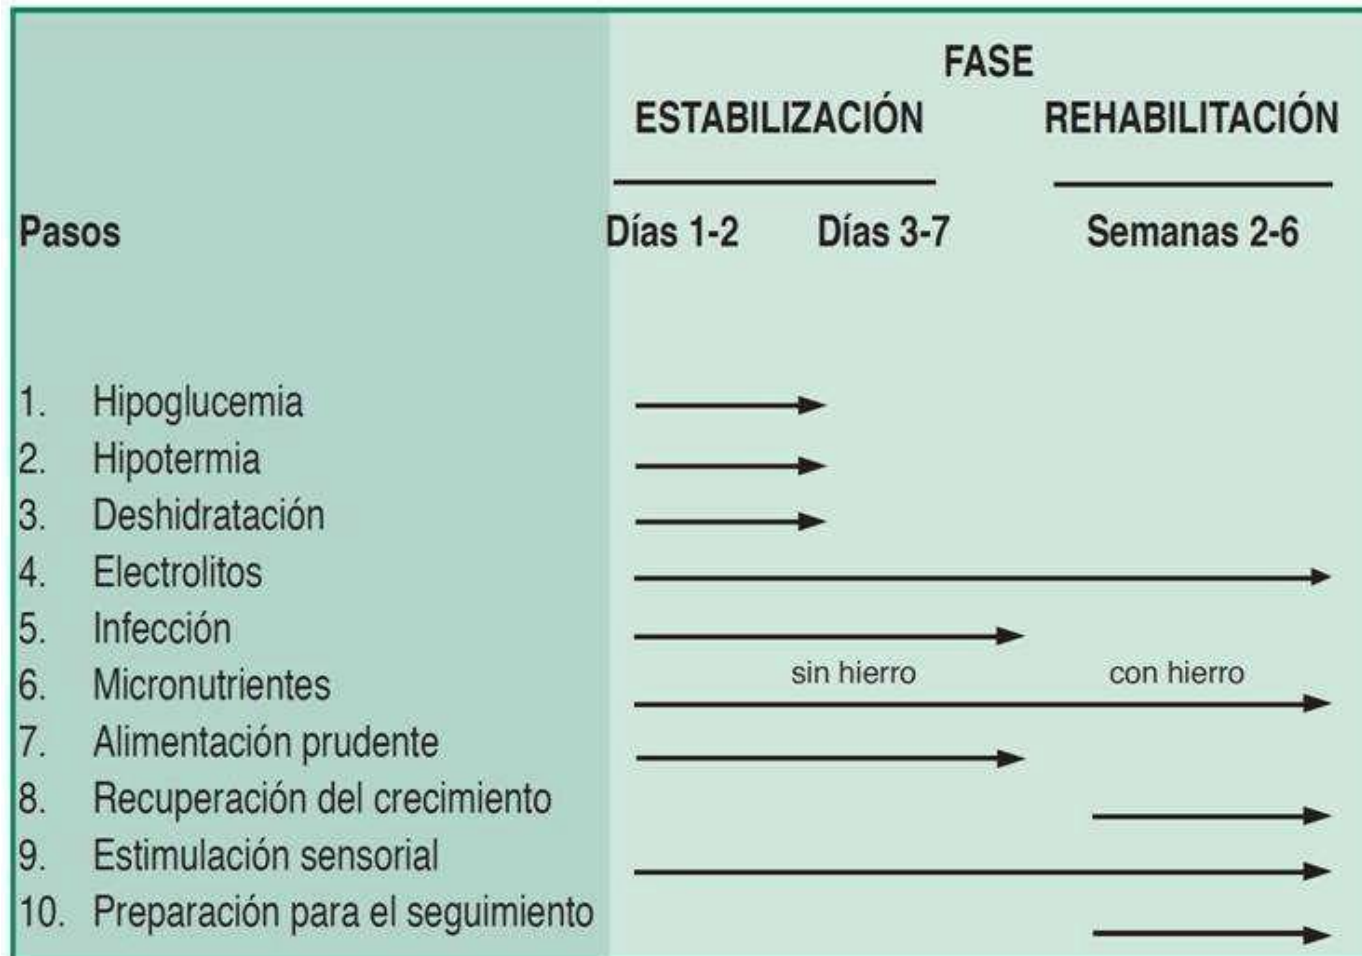 FASE
ESTABILIZACIÓN REHABILITACIÓN
Pasos Días 1-2 Días 3-7 Semanas 2-6
1. Hipoglucemia
2. Hipotermia
3. Deshidratación
4. Electrolitos
5. Infección
sin hierro con hierro
6. Micronutrientes
7. Alimentación prudente
8. Recuperación del crecimiento
9. Estimulación sensorial
10. Preparación para el seguimiento